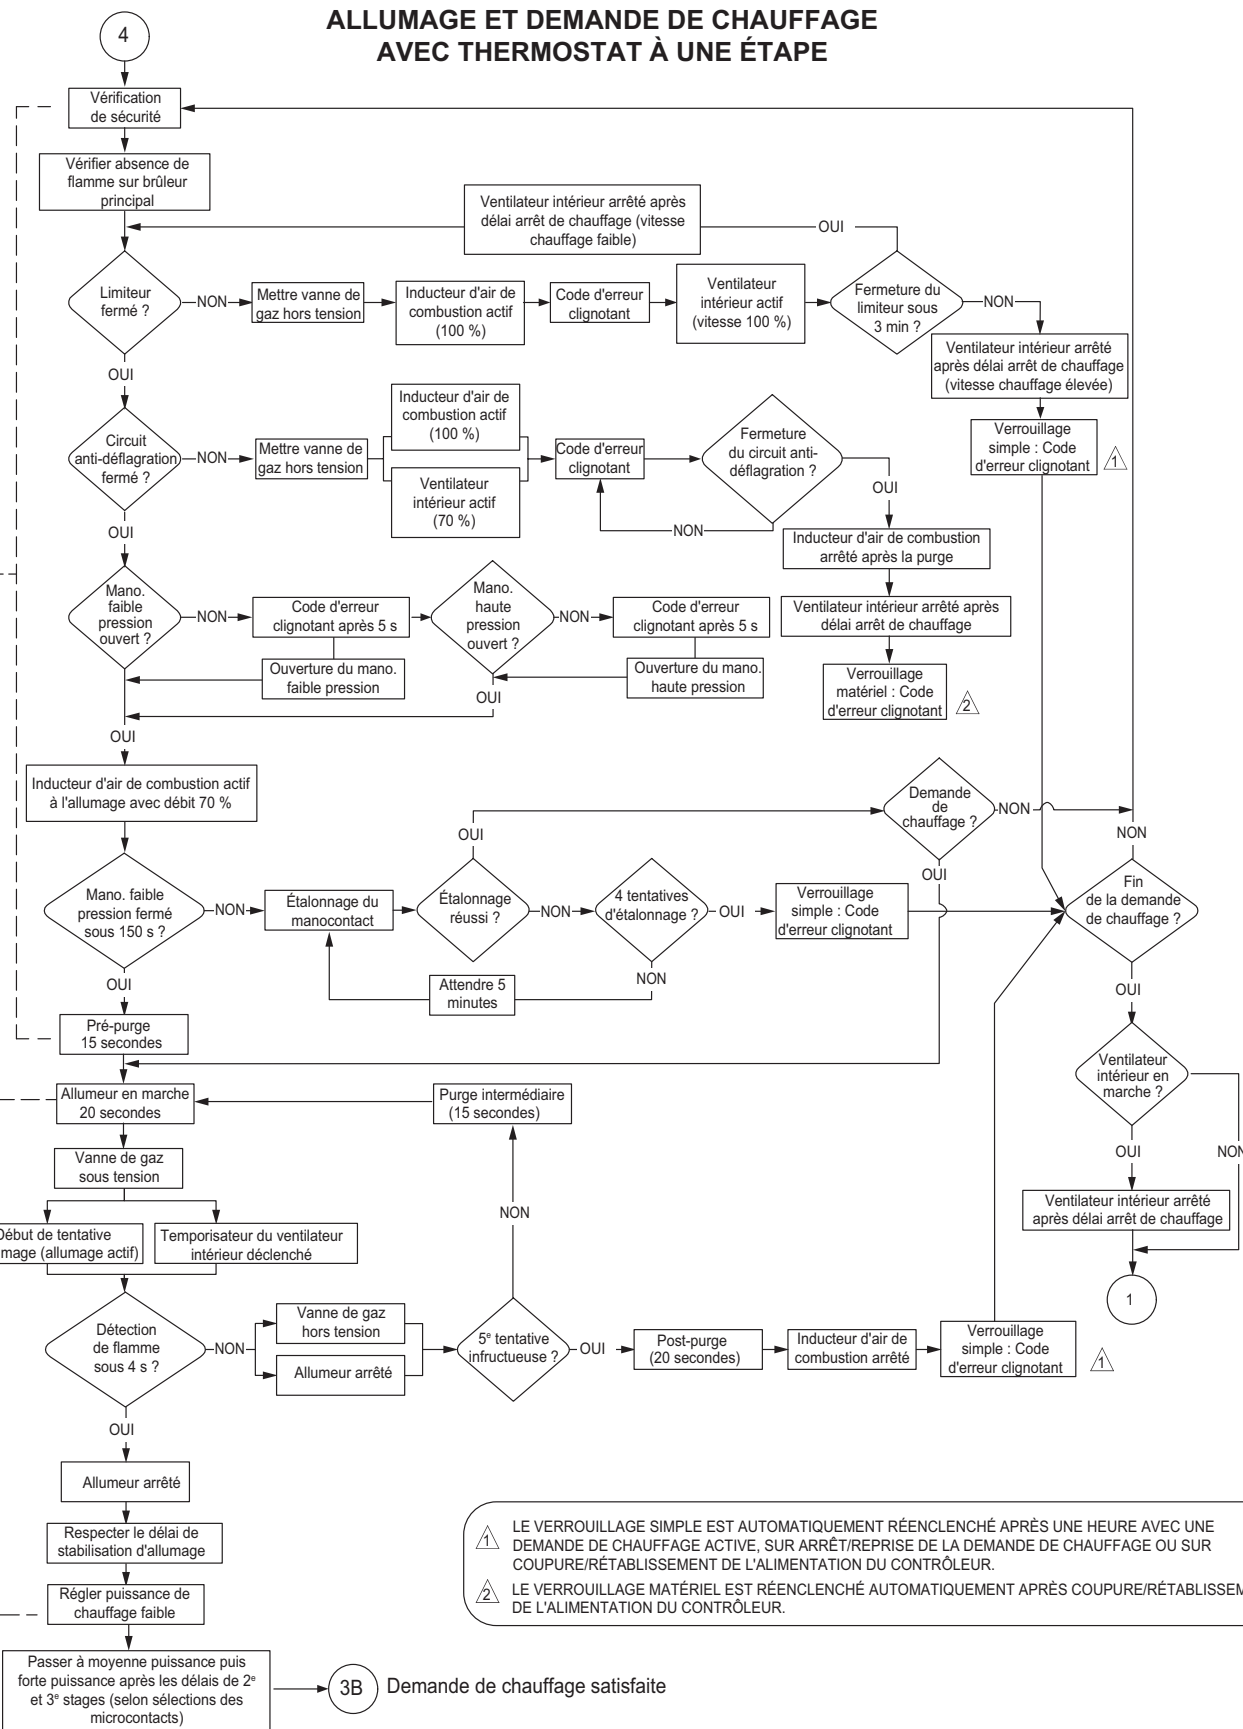 ALLUMAGE ET DEMANDE DE CHAUFFAGE
AVEC THERMOSTAT À UNE ÉTAPE
4
Vérification
de sécurité
Vérifier absence de
flamme sur brûleur
principal
Ventilateur intérieur arrêté après
délai arrêt de chauffage (vitesse
chauffage faible)
OUI
Limiteur
fermé ?
NON
Mettre vanne de
gaz hors tension
Inducteur d'air de
combustion actif
(100 %)
Code d'erreur
clignotant
Ventilateur
intérieur actif
(vitesse 100 %)
Fermeture du
limiteur sous
3 min ?
NON
Ventilateur intérieur arrêté
après délai arrêt de chauffage
(vitesse chauffage élevée)
Verrouillage
simple : Code
d'erreur clignotant
1
OUI
Circuit
anti-déflagration
fermé ?
NON
Mettre vanne de
gaz hors tension
Inducteur d'air de
combustion actif
(100 %)
Ventilateur
intérieur actif
(70 %)
Code d'erreur
clignotant
Fermeture
du circuit anti-
déflagration ?
NON
OUI
Inducteur d'air de combustion
arrêté après la purge
Ventilateur intérieur arrêté après
délai arrêt de chauffage
Verrouillage
matériel : Code
d'erreur clignotant
2
OUI
Mano.
faible
pression
ouvert ?
NON
Code d'erreur
clignotant après 5 s
Ouverture du mano.
faible pression
Mano.
haute
pression
ouvert ?
NON
Code d'erreur
clignotant après 5 s
Ouverture du mano.
haute pression
OUI
OUI
Inducteur d'air de combustion actif
à l'allumage avec débit 70 %
Demande
de
chauffage ?
NON
NON
OUI
OUI
Mano. faible
pression fermé
sous 150 s ?
NON
Étalonnage du
manocontact
Étalonnage
réussi ?
NON
4 tentatives
d'étalonnage ?
OUI
Verrouillage
simple : Code
d'erreur clignotant
Fin
de la demande
de chauffage ?
NON
Attendre 5
minutes
OUI
Pré-purge
15 secondes
OUI
Ventilateur
intérieur en
marche ?
OUI
NON
Ventilateur intérieur arrêté
après délai arrêt de chauffage
1
Allumeur en marche
20 secondes
Purge intermédiaire
(15 secondes)
Vanne de gaz
sous tension
NON
Début de tentative
mage (allumage actif)
Temporisateur du ventilateur
intérieur déclenché
Détection
de flamme
sous 4 s ?
NON
Vanne de gaz
hors tension
Allumeur arrêté
5e tentative
infructueuse ?
OUI
Post-purge
(20 secondes)
Inducteur d'air de
combustion arrêté
Verrouillage
simple : Code
d'erreur clignotant
1
OUI
Allumeur arrêté
Respecter le délai de
stabilisation d'allumage
Régler puissance de
chauffage faible
Passer à moyenne puissance puis
forte puissance après les délais de 2e
et 3e stages (selon sélections des
microcontacts)
3B
Demande de chauffage satisfaite
1 LE VERROUILLAGE SIMPLE EST AUTOMATIQUEMENT RÉENCLENCHÉ APRÈS UNE HEURE AVEC UNE
DEMANDE DE CHAUFFAGE ACTIVE, SUR ARRÊT/REPRISE DE LA DEMANDE DE CHAUFFAGE OU SUR
COUPURE/RÉTABLISSEMENT DE L'ALIMENTATION DU CONTRÔLEUR.
2 LE VERROUILLAGE MATÉRIEL EST RÉENCLENCHÉ AUTOMATIQUEMENT APRÈS COUPURE/RÉTABLISSEM
DE L'ALIMENTATION DU CONTRÔLEUR.